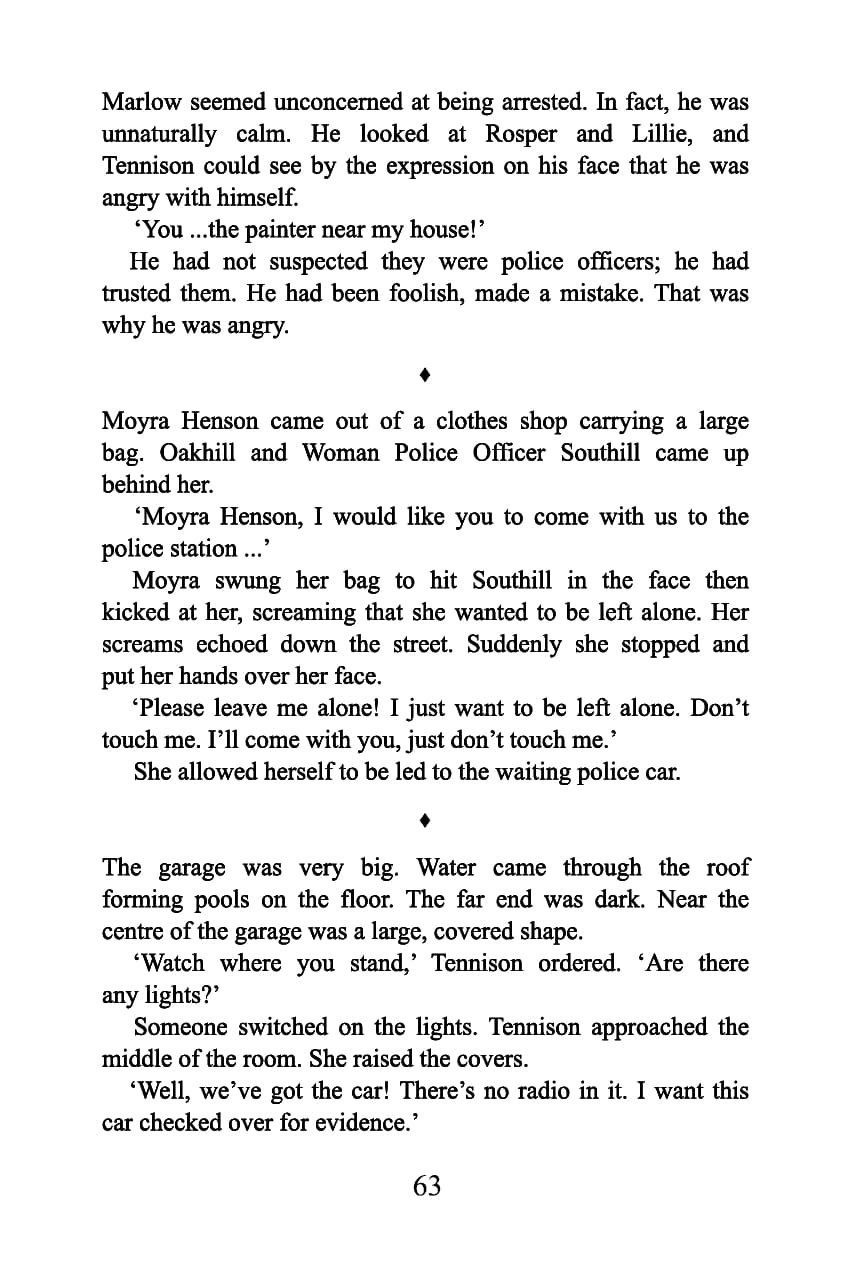 Marlow seemed unconcerned at being arrested. In fact, he was
unnaturally calm. He looked at Rosper and Lillie, and
Tennison could see by the expression on his face that he was
angry with himself.
‘You ...the painter near my house!’
He had not suspected they were police officers; he had
trusted them. He had been foolish, made a mistake. That was
why he was angry.
♦
Moyra Henson came out of a clothes shop carrying a large
bag. Oakhill and Woman Police Officer Southill came up
behind her.
‘Moyra Henson, I would like you to come with us to the
police station ...’
Moyra swung her bag to hit Southill in the face then
kicked at her, screaming that she wanted to be left alone. Her
screams echoed down the street. Suddenly she stopped and
put her hands over her face.
‘Please leave me alone! I just want to be left alone. Don’t
touch me. I’ll come with you, just don’t touch me.’
She allowed herself to be led to the waiting police car.
♦
The garage was very big. Water came through the roof
forming pools on the floor. The far end was dark. Near the
centre of the garage was a large, covered shape.
‘Watch where you stand,’ Tennison ordered. ‘Are there
any lights?’
Someone switched on the lights. Tennison approached the
middle of the room. She raised the covers.
‘Well, we’ve got the car! There’s no radio in it. I want this
car checked over for evidence.’
63